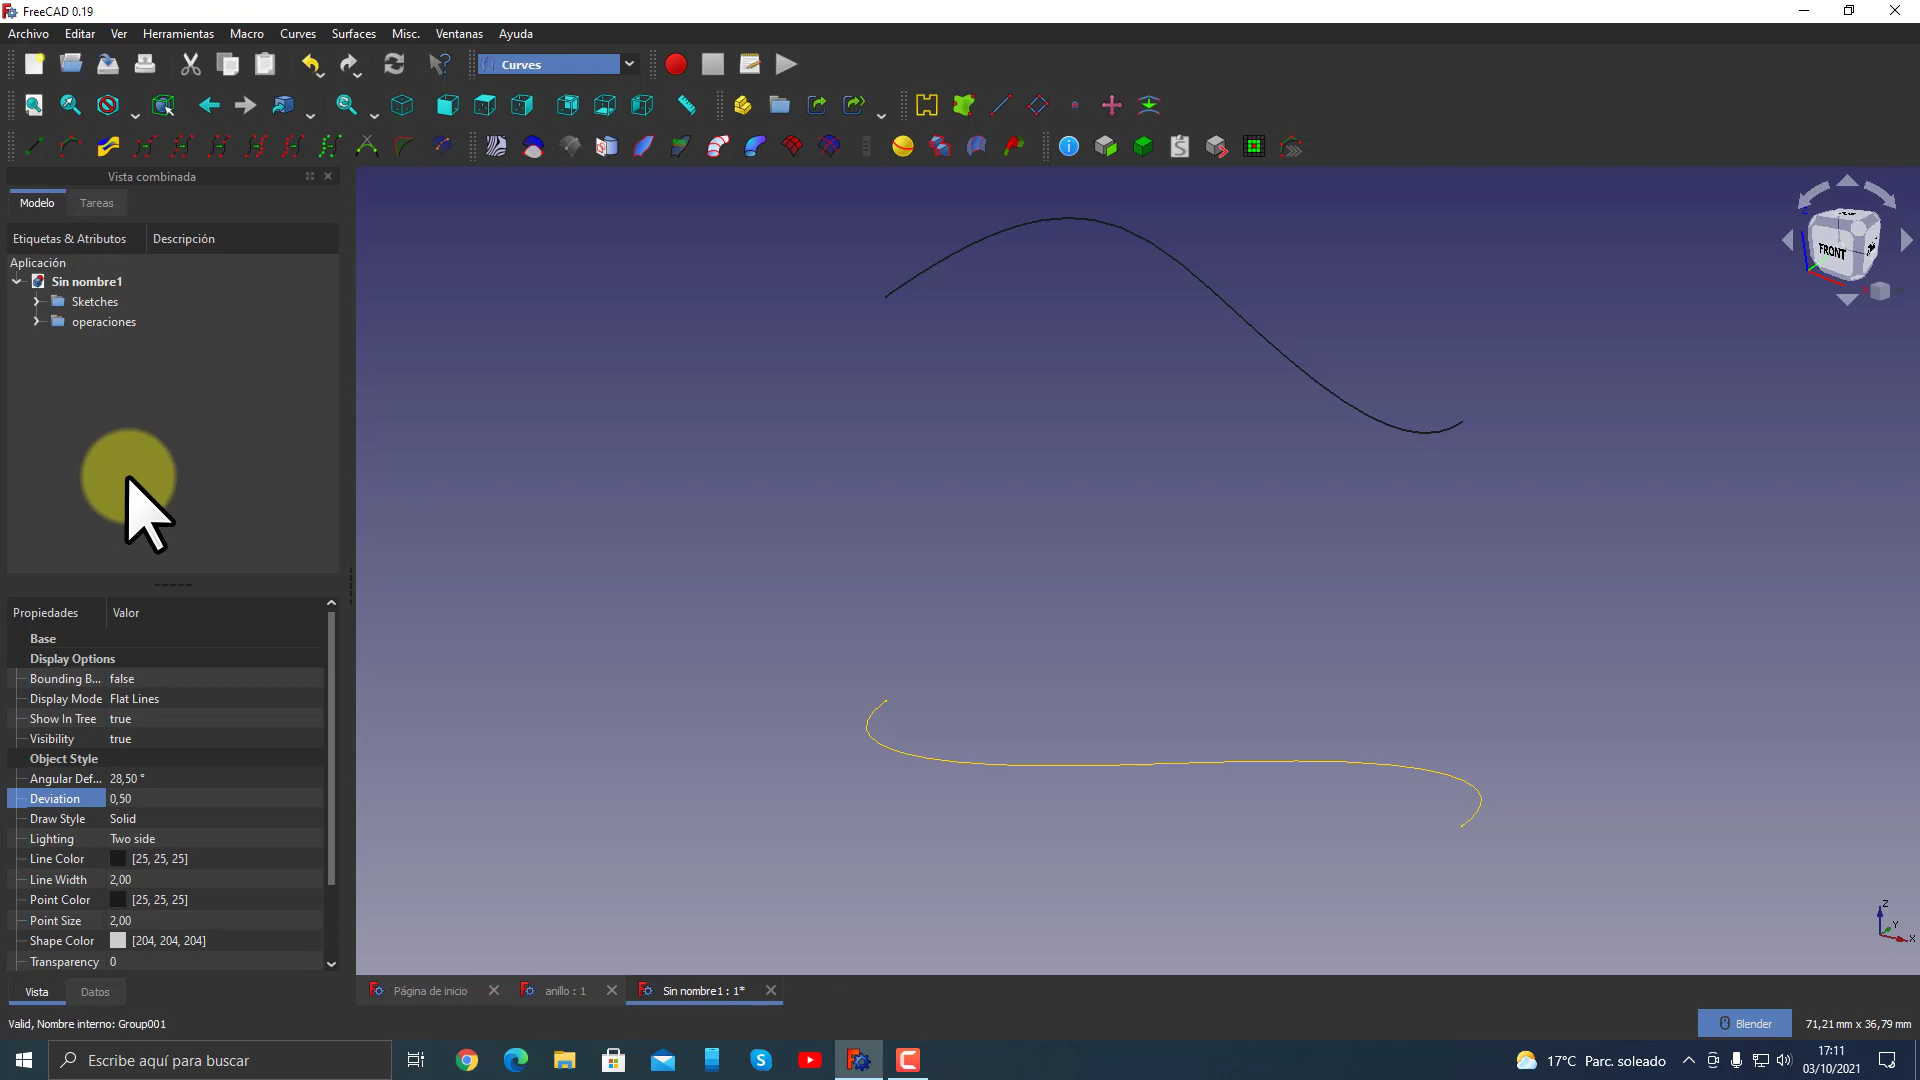 FreeCAD 0.19
Archivo Editar Ver Herramientas Macro Curves Surfaces Misc. Ventanas Ayuda
Curves
Vista combinada
Modelo Tareas
Etiquetas & Atributos Descripción
Aplicación
Sin nombre1
Sketches
operaciones
FRONT
Propiedades Valor
Base
Display Options
Bounding B... false
Display Mode Flat Lines
Show In Tree true
Visibility true
Object Style
Angular Def... 28,50 °
Deviation 0,50
Draw Style Solid
Lighting Two side
Line Color [25, 25, 25]
Line Width 2,00
Point Color [25, 25, 25]
Point Size 2,00
Shape Color [204, 204, 204]
Transparency 0
Z
Y
X
Vista Datos
Página de inicio anillo : 1 Sin nombre1 : 1*
Valid, Nombre interno: Group001
Blender 71,21 mm x 36,79 mm
Escribe aquí para buscar
17°C Parc. soleado
17:11
03/10/2021